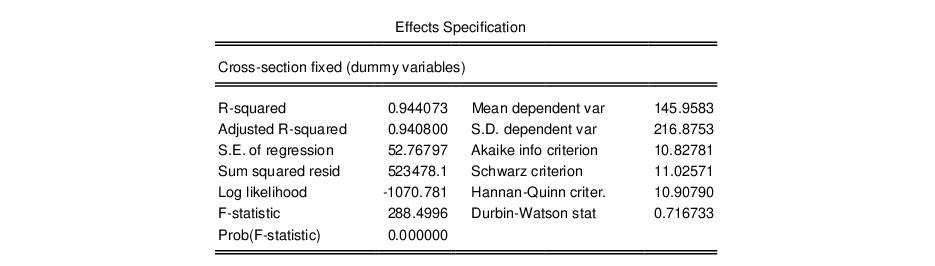 Effects Specification
Cross-section fixed (dummy variables)
R-squared 0.944073 Mean dependent var 145.9583
Adjusted R-squared 0.940800 S.D. dependent var 216.8753
S.E. of regression 52.76797 Akaike info criterion 10.82781
Sum squared resid 523478.1 Schwarz criterion 11.02571
Log likelihood -1070.781 Hannan-Quinn criter. 10.90790
F-statistic 288.4996 Durbin-Watson stat 0.716733
Prob(F-statistic) 0.000000